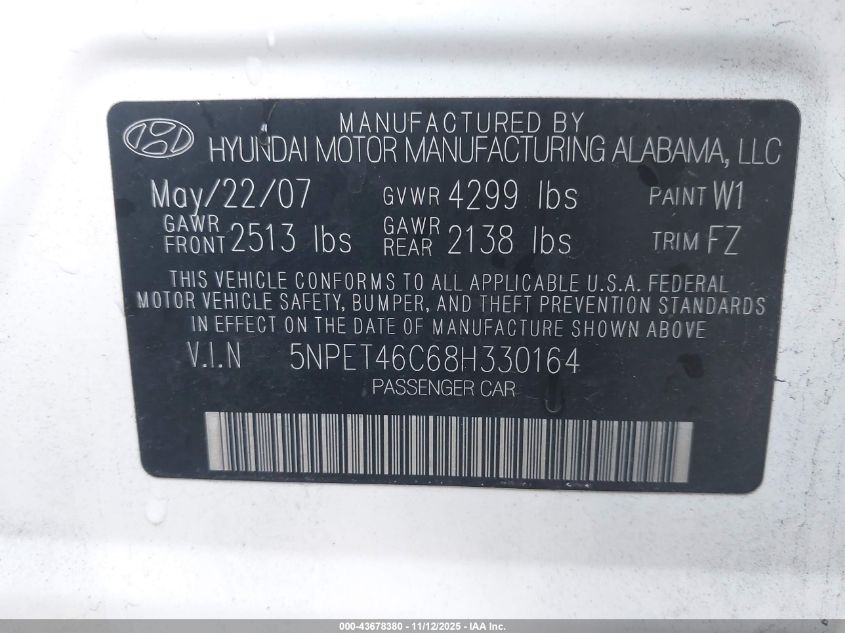 MANUFACTURED BY
HYUNDAI MOTOR MANUFACTURING ALABAMA, LLC
May/22/07 GVWR 4299 lbs PAINT W1
GAWR FRONT 2513 lbs GAWR REAR 2138 lbs TRIM FZ
THIS VEHICLE CONFORMS TO ALL APPLICABLE U.S.A. FEDERAL
MOTOR VEHICLE SAFETY, BUMPER, AND THEFT PREVENTION STANDARDS
IN EFFECT ON THE DATE OF MANUFACTURE SHOWN ABOVE
V.I.N 5NPET46C68H330164
PASSENGER CAR
000-43678380 - 11/12/2025 - IAA Inc.